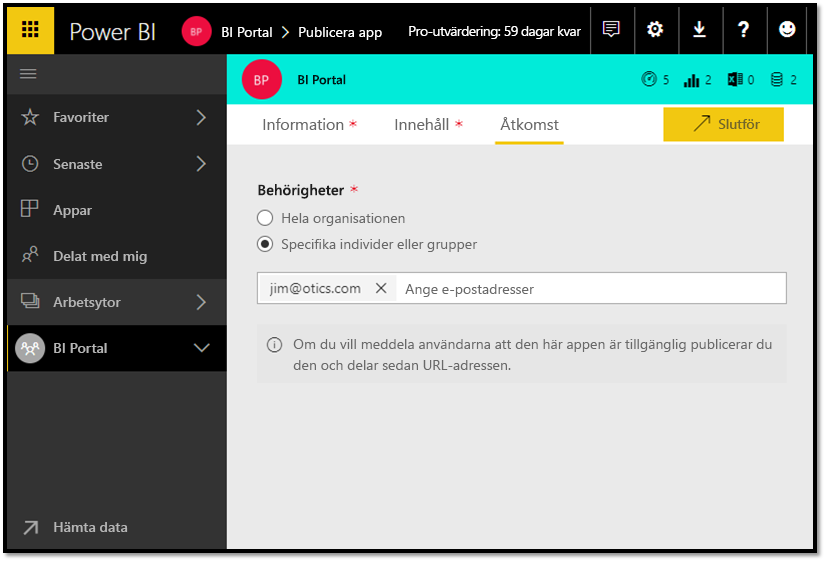 Power BI BP BI Portal > Publicera app Pro-utvärdering: 59 dagar kvar ?
BP BI Portal 5 2 0 2
Favoriter
Senaste
Appar
Delat med mig
Arbetsytor
BI Portal
Hämta data
Information * Innehåll * Åtkomst Slutför
Behörigheter *
Hela organisationen
Specifika individer eller grupper
jim@otics.com Ange e-postadresser
Om du vill meddela användarna att den här appen är tillgänglig publicerar du
den och delar sedan URL-adressen.